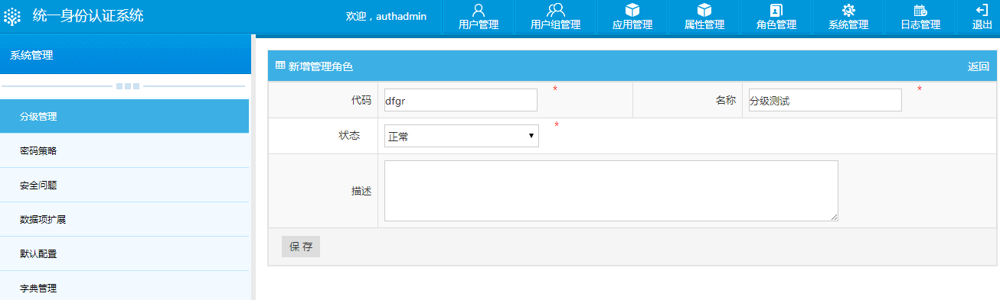 统一身份认证系统
欢迎，authadmin
用户管理
用户组管理
应用管理
属性管理
角色管理
系统管理
日志管理
退出
系统管理
分级管理
密码策略
安全问题
数据项扩展
默认配置
字典管理
新增管理角色
返回
代码 dfgr * 名称 分级测试 *
状态 正常 *
描述
保 存